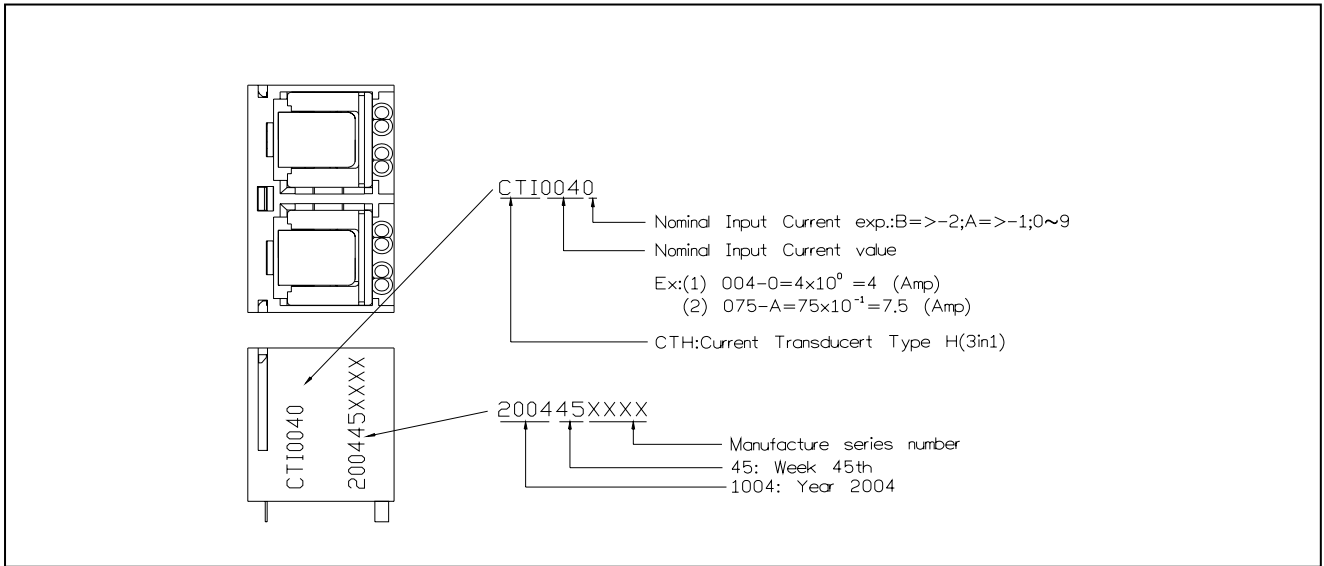 CTI0040
Nominal Input Current exp.:B=>-2;A=>-1;0~9
Nominal Input Current value
Ex:(1) 004-0=4x10⁰ =4 (Amp)
(2) 075-A=75x10⁻¹=7.5 (Amp)
CTH:Current Transducert Type H(3in1)
CTI0040
200445XXXX
200445XXXX
Manufacture series number
45: Week 45th
1004: Year 2004